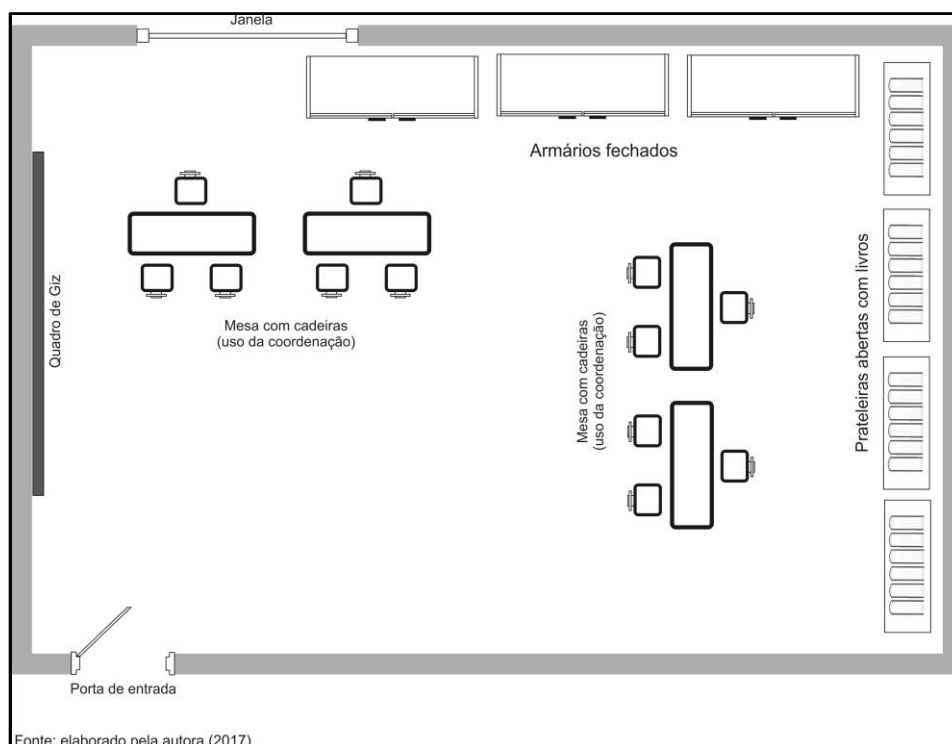 Janela
Armários fechados
Quadro de Giz
Mesa com cadeiras
(uso da coordenação)
Mesa com cadeiras
(uso da coordenação)
Prateleiras abertas com livros
Porta de entrada
Fonte: elaborado pela autora (2017)